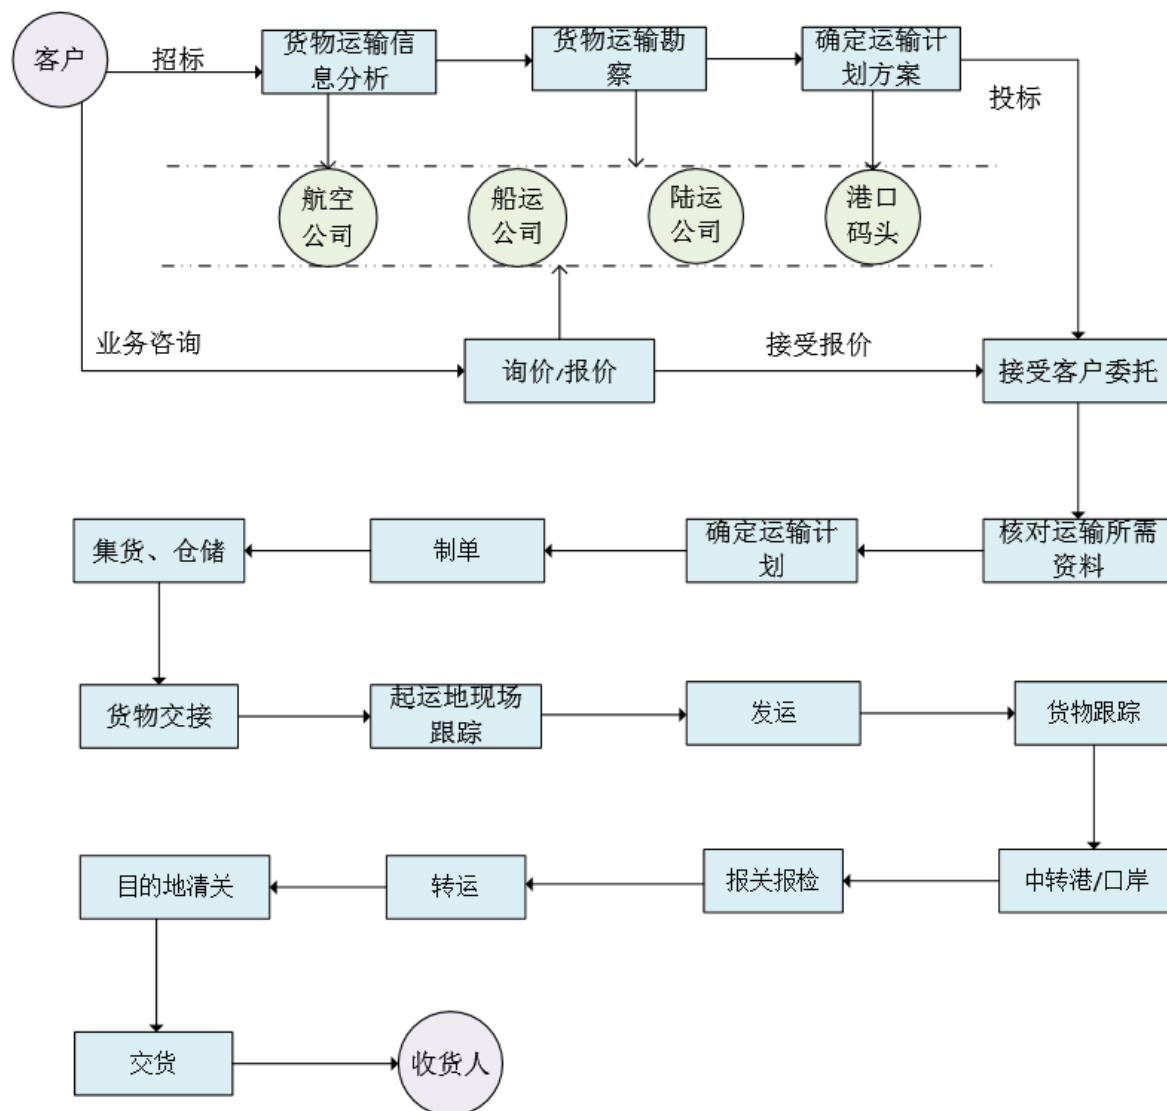 客户
招标
货物运输信
息分析
货物运输勘
察
确定运输计
划方案
投标
航空
公司
船运
公司
陆运
公司
港口
码头
业务咨询
询价/报价
接受报价
接受客户委托
集货、仓储
制单
确定运输计
划
核对运输所需
资料
货物交接
起运地现场
跟踪
发运
货物跟踪
目的地清关
转运
报关报检
中转港/口岸
交货
收货人